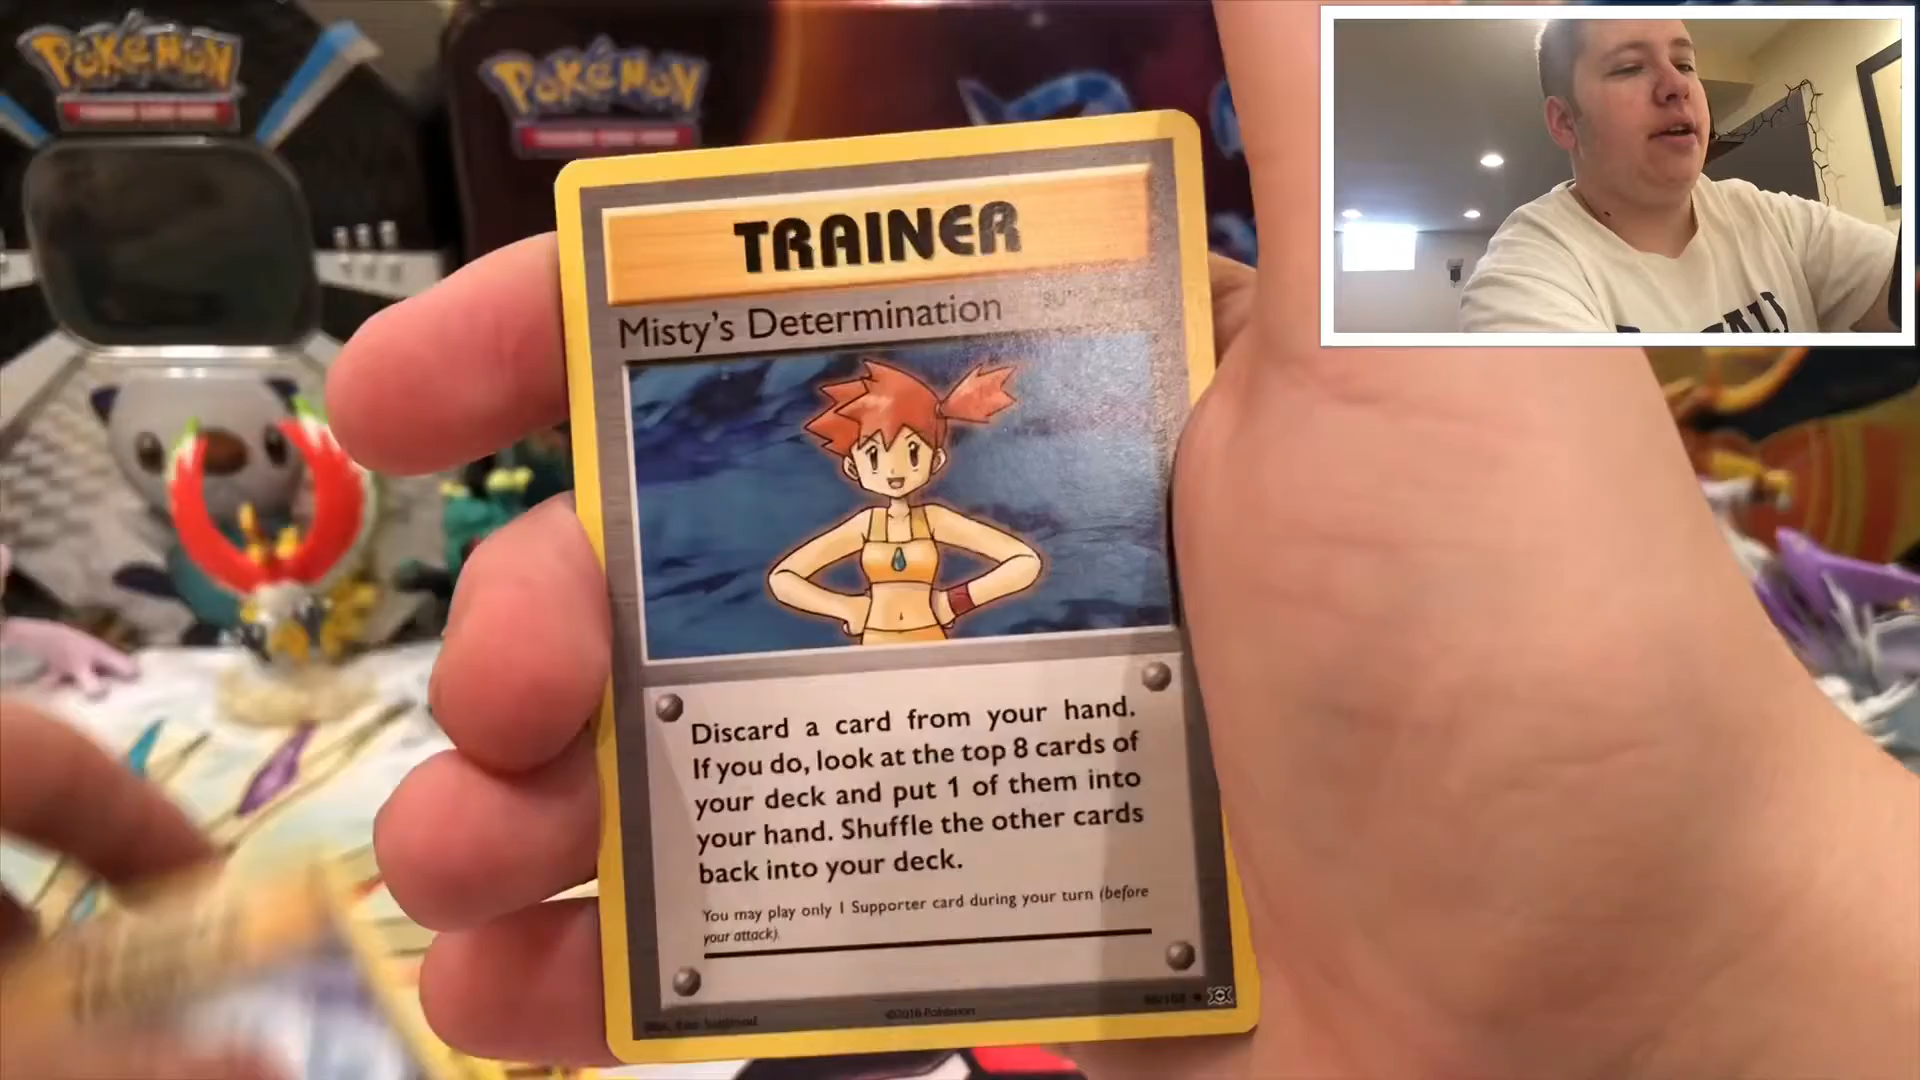 Pokémon
Pokémon
TRAINER
Misty's Determination
Discard a card from your hand.
If you do, look at the top 8 cards of
your deck and put 1 of them into
your hand. Shuffle the other cards
back into your deck.
You may play only 1 Supporter card during your turn (before
your attack).
©2016 Pokémon